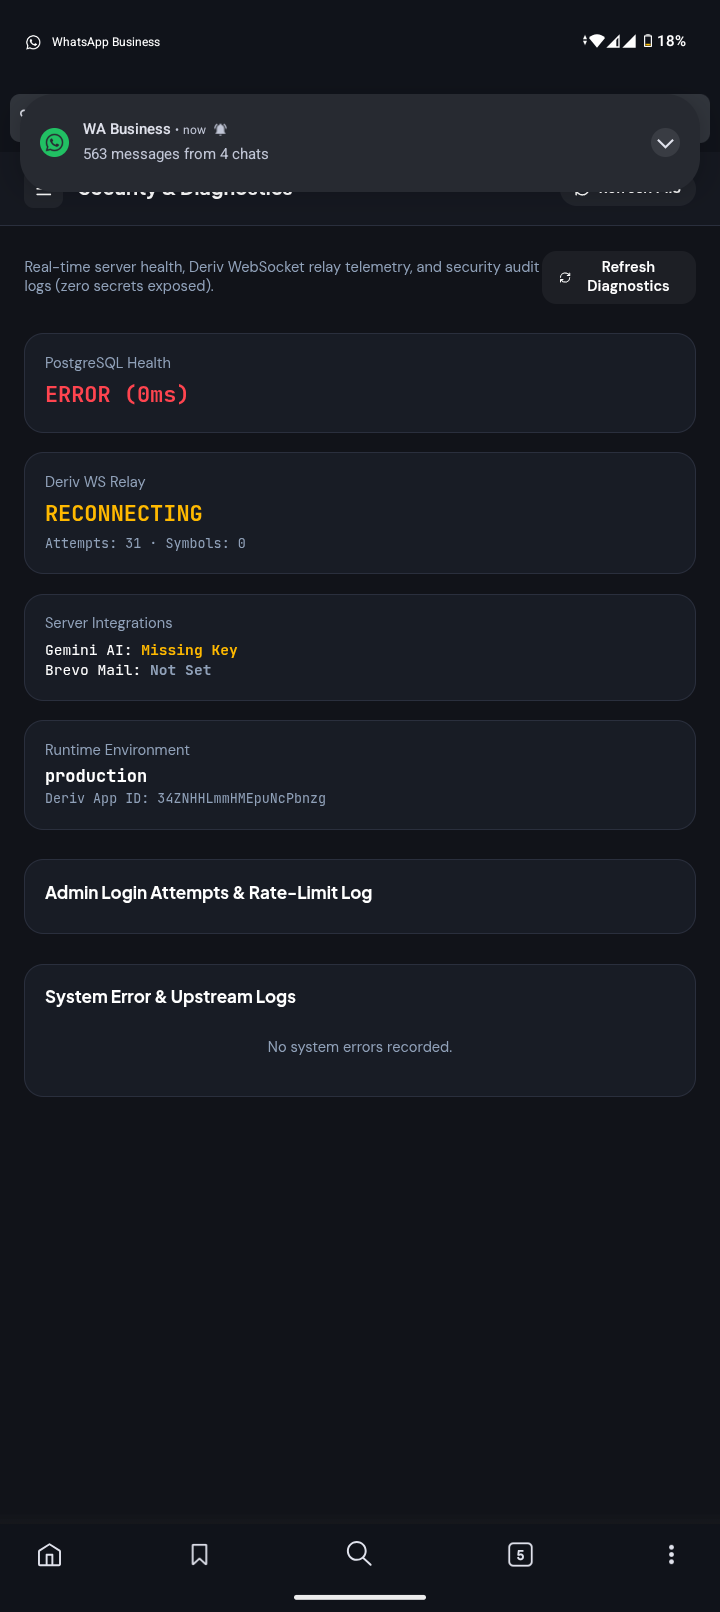 WhatsApp Business
18%
WA Business • now
563 messages from 4 chats
Security & Diagnostics
Refresh
Real-time server health, Deriv WebSocket relay telemetry, and security audit
logs (zero secrets exposed).
Refresh
Diagnostics
PostgreSQL Health
ERROR (0ms)
Deriv WS Relay
RECONNECTING
Attempts: 31 · Symbols: 0
Server Integrations
Gemini AI: Missing Key
Brevo Mail: Not Set
Runtime Environment
production
Deriv App ID: 34ZNHHLmmHMEpuNcPbnzg
Admin Login Attempts & Rate-Limit Log
System Error & Upstream Logs
No system errors recorded.
5